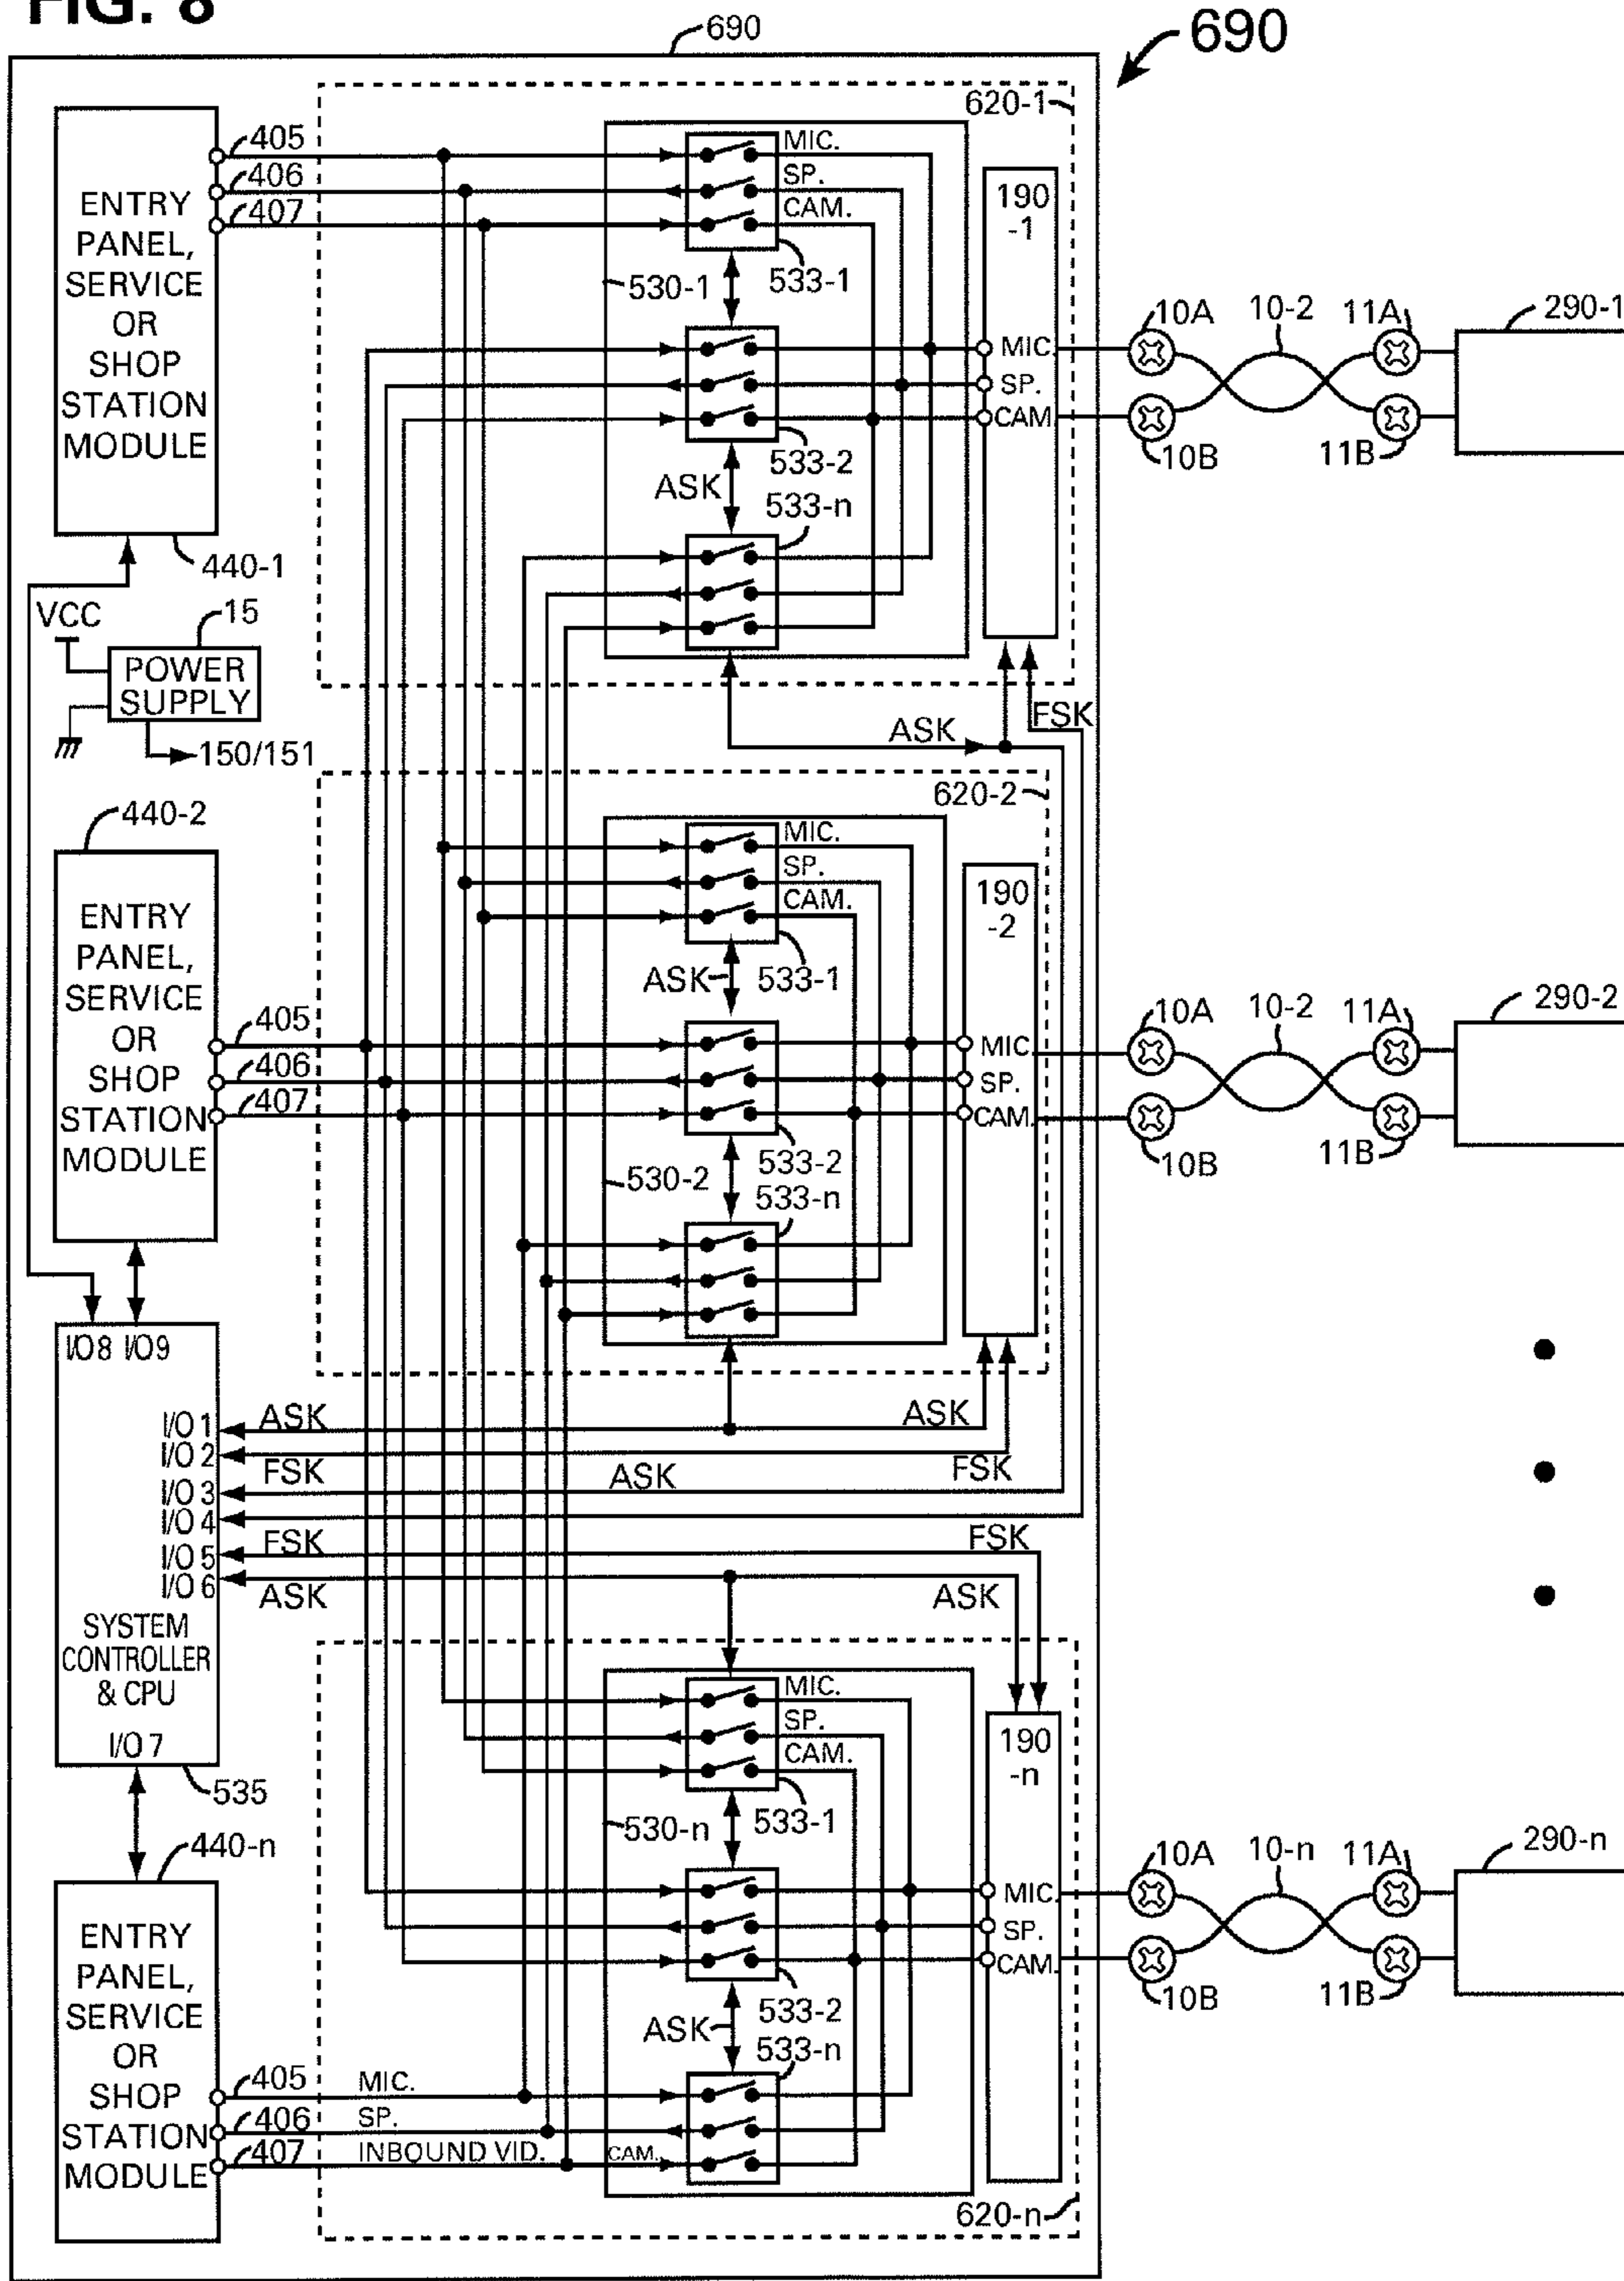 FIG. 8
690
690
620-1
405
406
407
ENTRY
PANEL,
SERVICE
OR
SHOP
STATION
MODULE
440-1
MIC.
SP.
CAM.
530-1
533-1
190
-1
MIC.
SP.
CAM.
533-2
ASK
533-n
10A
10-2
11A
290-1
10B
11B
VCC
15
POWER
SUPPLY
150/151
ASK
FSK
620-2
440-2
ENTRY
PANEL,
SERVICE
OR
SHOP
STATION
MODULE
405
406
407
MIC.
SP.
CAM.
ASK
533-1
190
-2
MIC.
SP.
CAM.
530-2
533-2
533-n
10A
10-2
11A
290-2
10B
11B
I/O8 I/O9
I/O 1
I/O 2
I/O 3
I/O 4
I/O 5
I/O 6
SYSTEM
CONTROLLER
& CPU
I/O 7
535
ASK
ASK
FSK
ASK
FSK
FSK
FSK
ASK
ASK
440-n
ENTRY
PANEL,
SERVICE
OR
SHOP
STATION
MODULE
405
406
407
MIC.
SP.
INBOUND VID.
CAM.
MIC.
SP.
CAM.
530-n
533-1
190
-n
MIC.
SP.
CAM.
533-2
ASK
533-n
620-n
10A
10-n
11A
290-n
10B
11B